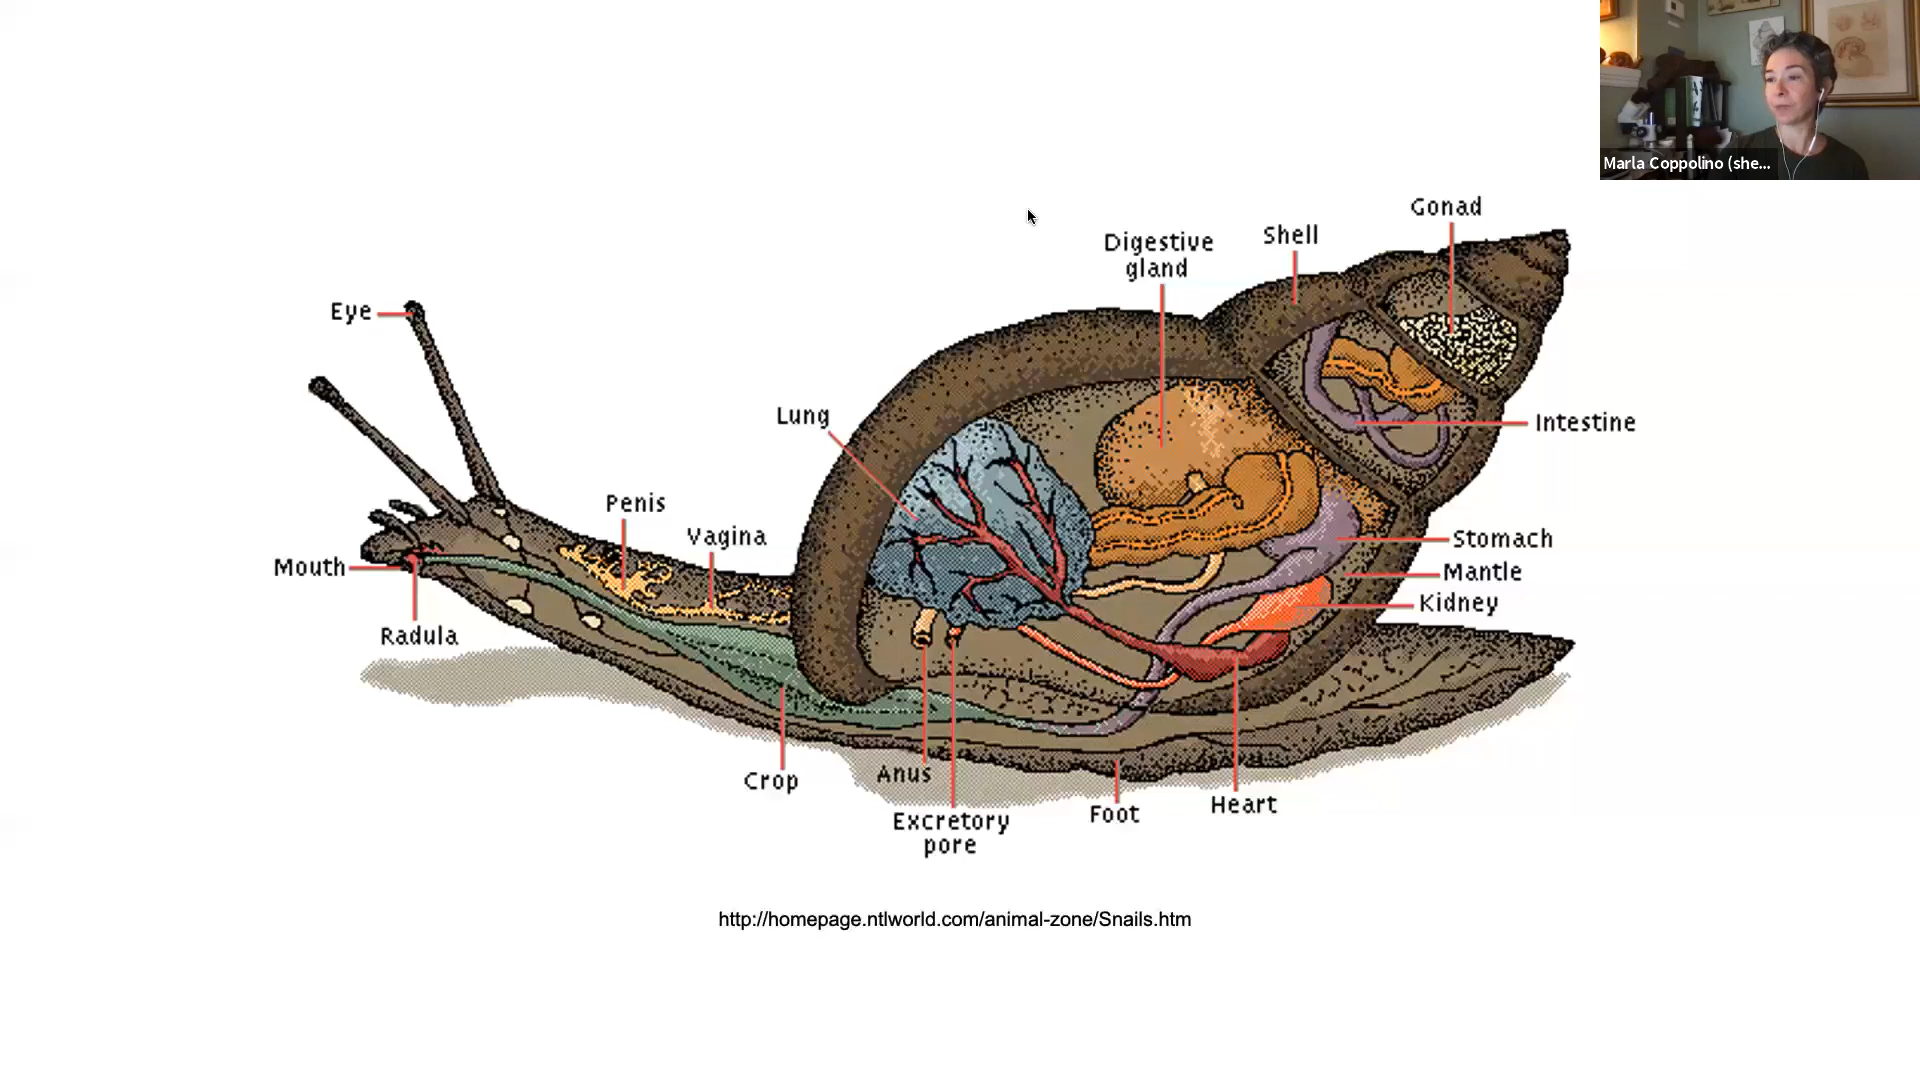 Marla Coppolino (she...
Gonad
Shell
Digestive
gland
Eye
Lung
Intestine
Penis
Vagina
Stomach
Mouth
Mantle
Kidney
Radula
Crop
Anus
Heart
Foot
Excretory
pore
http://homepage.ntlworld.com/animal-zone/Snails.htm